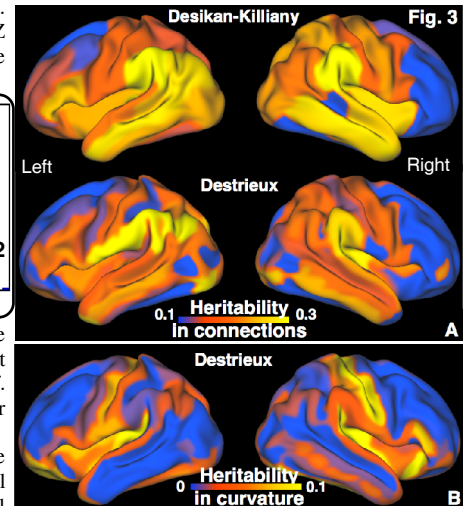 .
Z
e
Desikan-Killiany
Fig. 3
Left
Right
Destrieux
2
Heritability
0.1 0.3
in connections
A
e
t
.
r
Destrieux
e
l
l
Heritability
0 0.1
in curvature
B